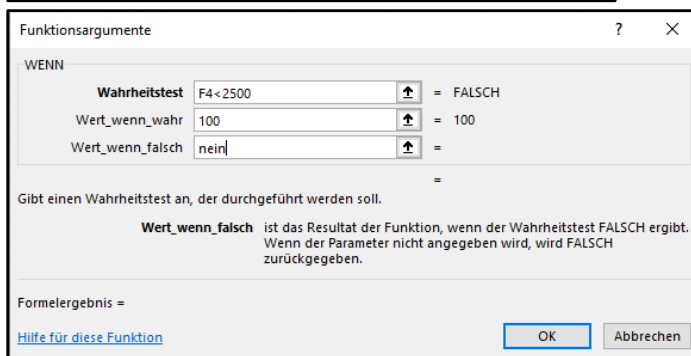 Funktionsargumente ? X
WENN
Wahrheitstest F4<2500 = FALSCH
Wert_wenn_wahr 100 = 100
Wert_wenn_falsch nein =
=
Gibt einen Wahrheitstest an, der durchgeführt werden soll.
Wert_wenn_falsch ist das Resultat der Funktion, wenn der Wahrheitstest FALSCH ergibt.
Wenn der Parameter nicht angegeben wird, wird FALSCH
zurückgegeben.
Formelergebnis =
Hilfe für diese Funktion OK Abbrechen